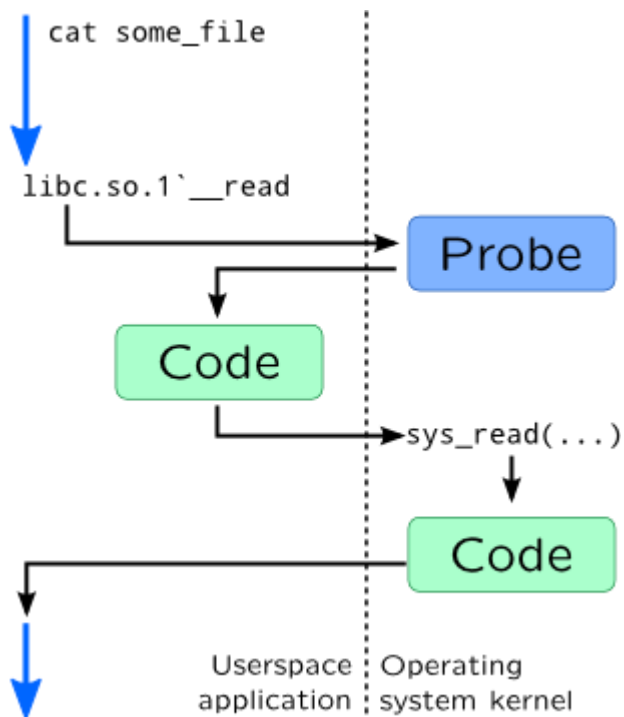 cat some_file
libc.so.1`__read
Probe
Code
sys_read(...)
Code
Userspace application
Operating system kernel